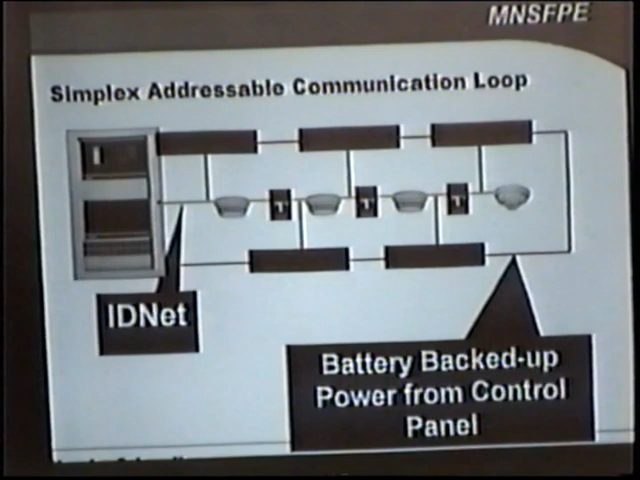 MNSFPE
Simplex Addressable Communication Loop
IDNet
Battery Backed-up
Power from Control
Panel